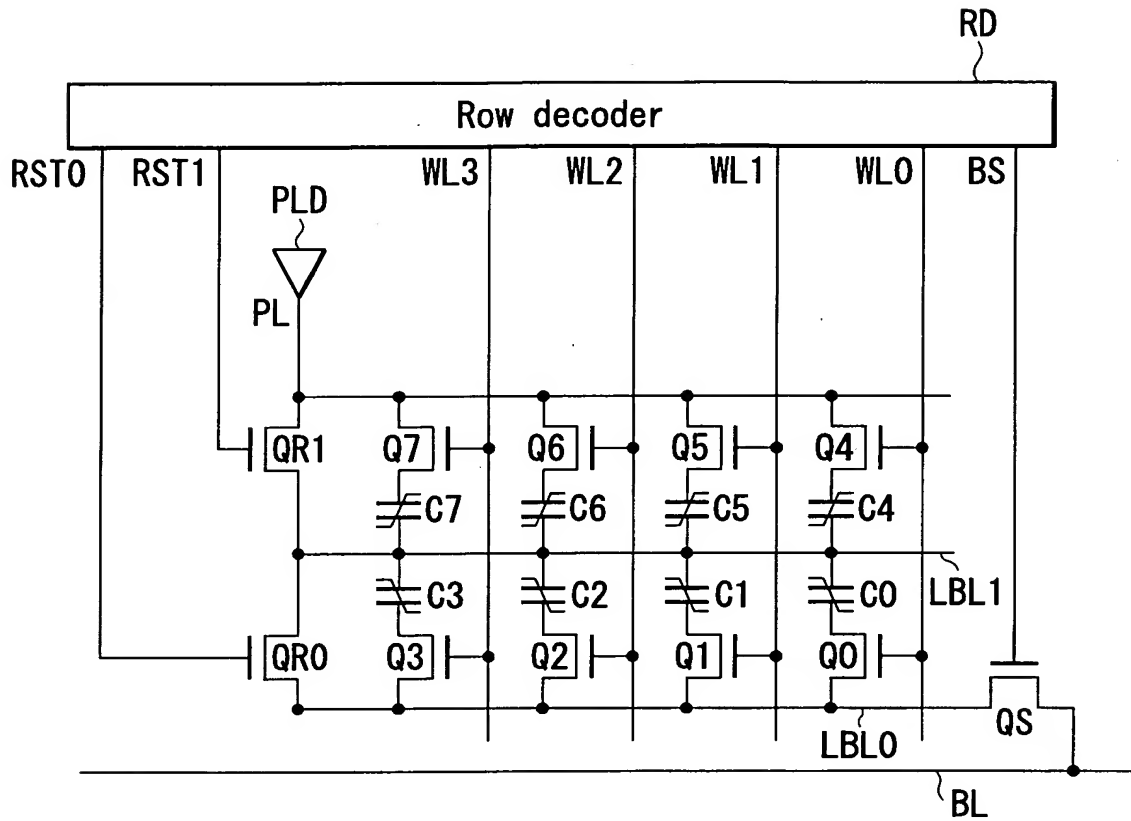 RD
Row decoder
RST0 RST1 WL3 WL2 WL1 WL0 BS
PLD
PL
QR1 Q7 Q6 Q5 Q4
C7 C6 C5 C4
LBL1
C3 C2 C1 C0
QR0 Q3 Q2 Q1 Q0
QS
LBL0
BL